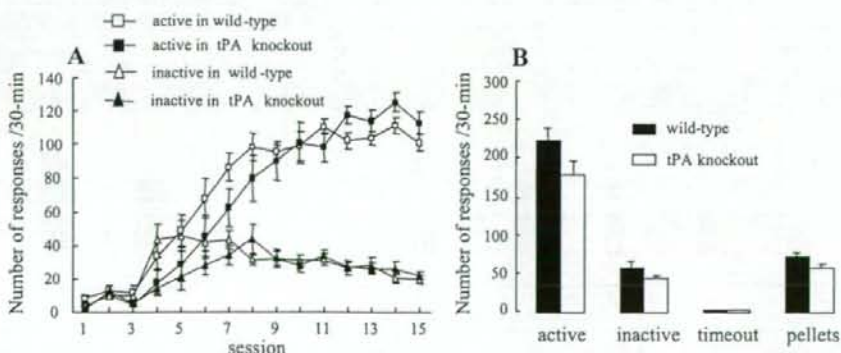 active in wild-type
active in tPA knockout
inactive in wild-type
inactive in tPA knockout
A
Number of responses /30-min
140
120
100
80
60
40
20
0
1 3 5 7 9 11 13 15
session
B
Number of responses /30-min
300
250
200
150
100
50
0
wild-type
tPA knockout
active inactive timeout pellets